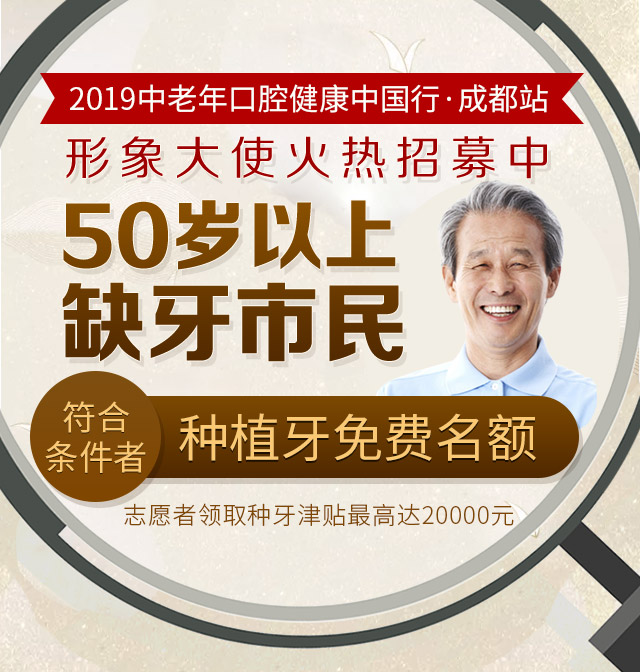 2019中老年口腔健康中国行·成都站
形象大使火热招募中
50岁以上
缺牙市民
符合
条件者
种植牙免费名额
志愿者领取种牙津贴最高达20000元